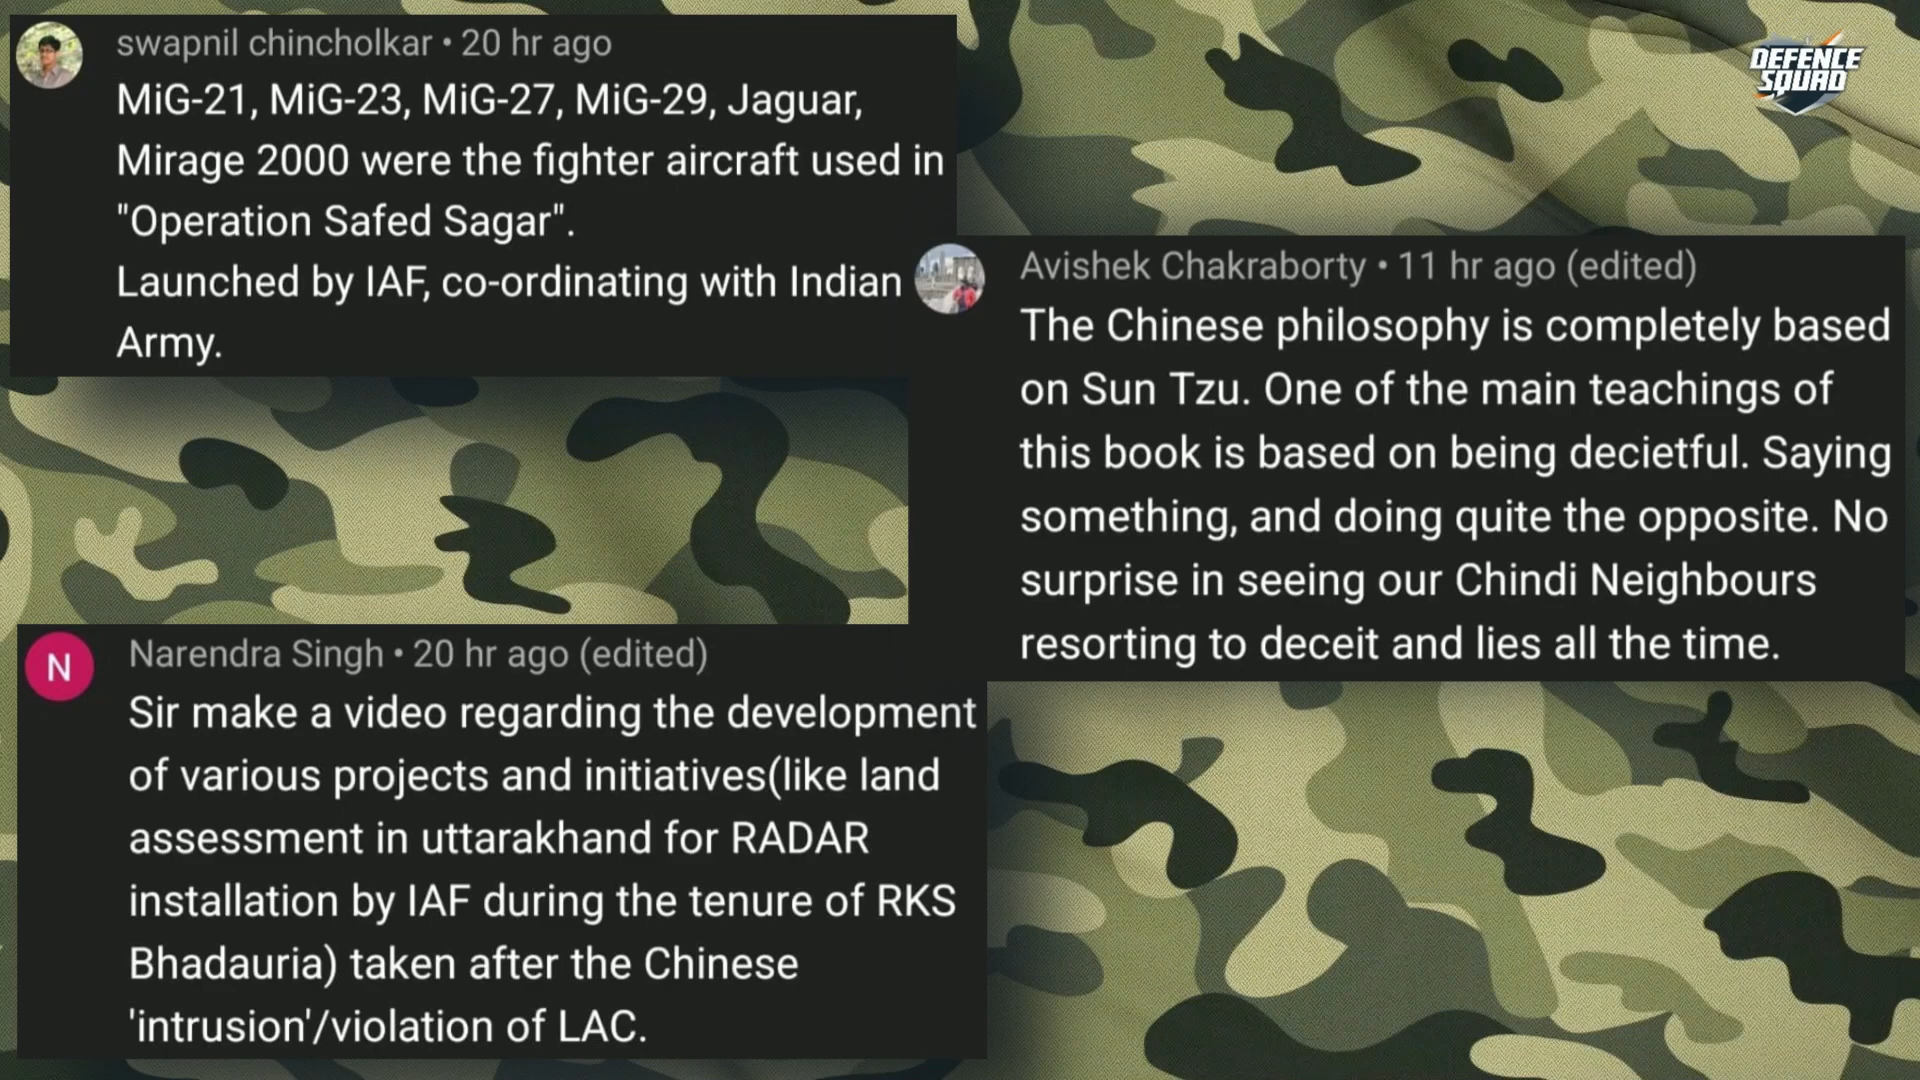 swapnil chincholkar • 20 hr ago
MiG-21, MiG-23, MiG-27, MiG-29, Jaguar,
Mirage 2000 were the fighter aircraft used in
"Operation Safed Sagar".
Launched by IAF, co-ordinating with Indian
Army.
DEFENCE
SQUAD
Avishek Chakraborty • 11 hr ago (edited)
The Chinese philosophy is completely based
on Sun Tzu. One of the main teachings of
this book is based on being decietful. Saying
something, and doing quite the opposite. No
surprise in seeing our Chindi Neighbours
resorting to deceit and lies all the time.
N
Narendra Singh • 20 hr ago (edited)
Sir make a video regarding the development
of various projects and initiatives(like land
assessment in uttarakhand for RADAR
installation by IAF during the tenure of RKS
Bhadauria) taken after the Chinese
'intrusion'/violation of LAC.